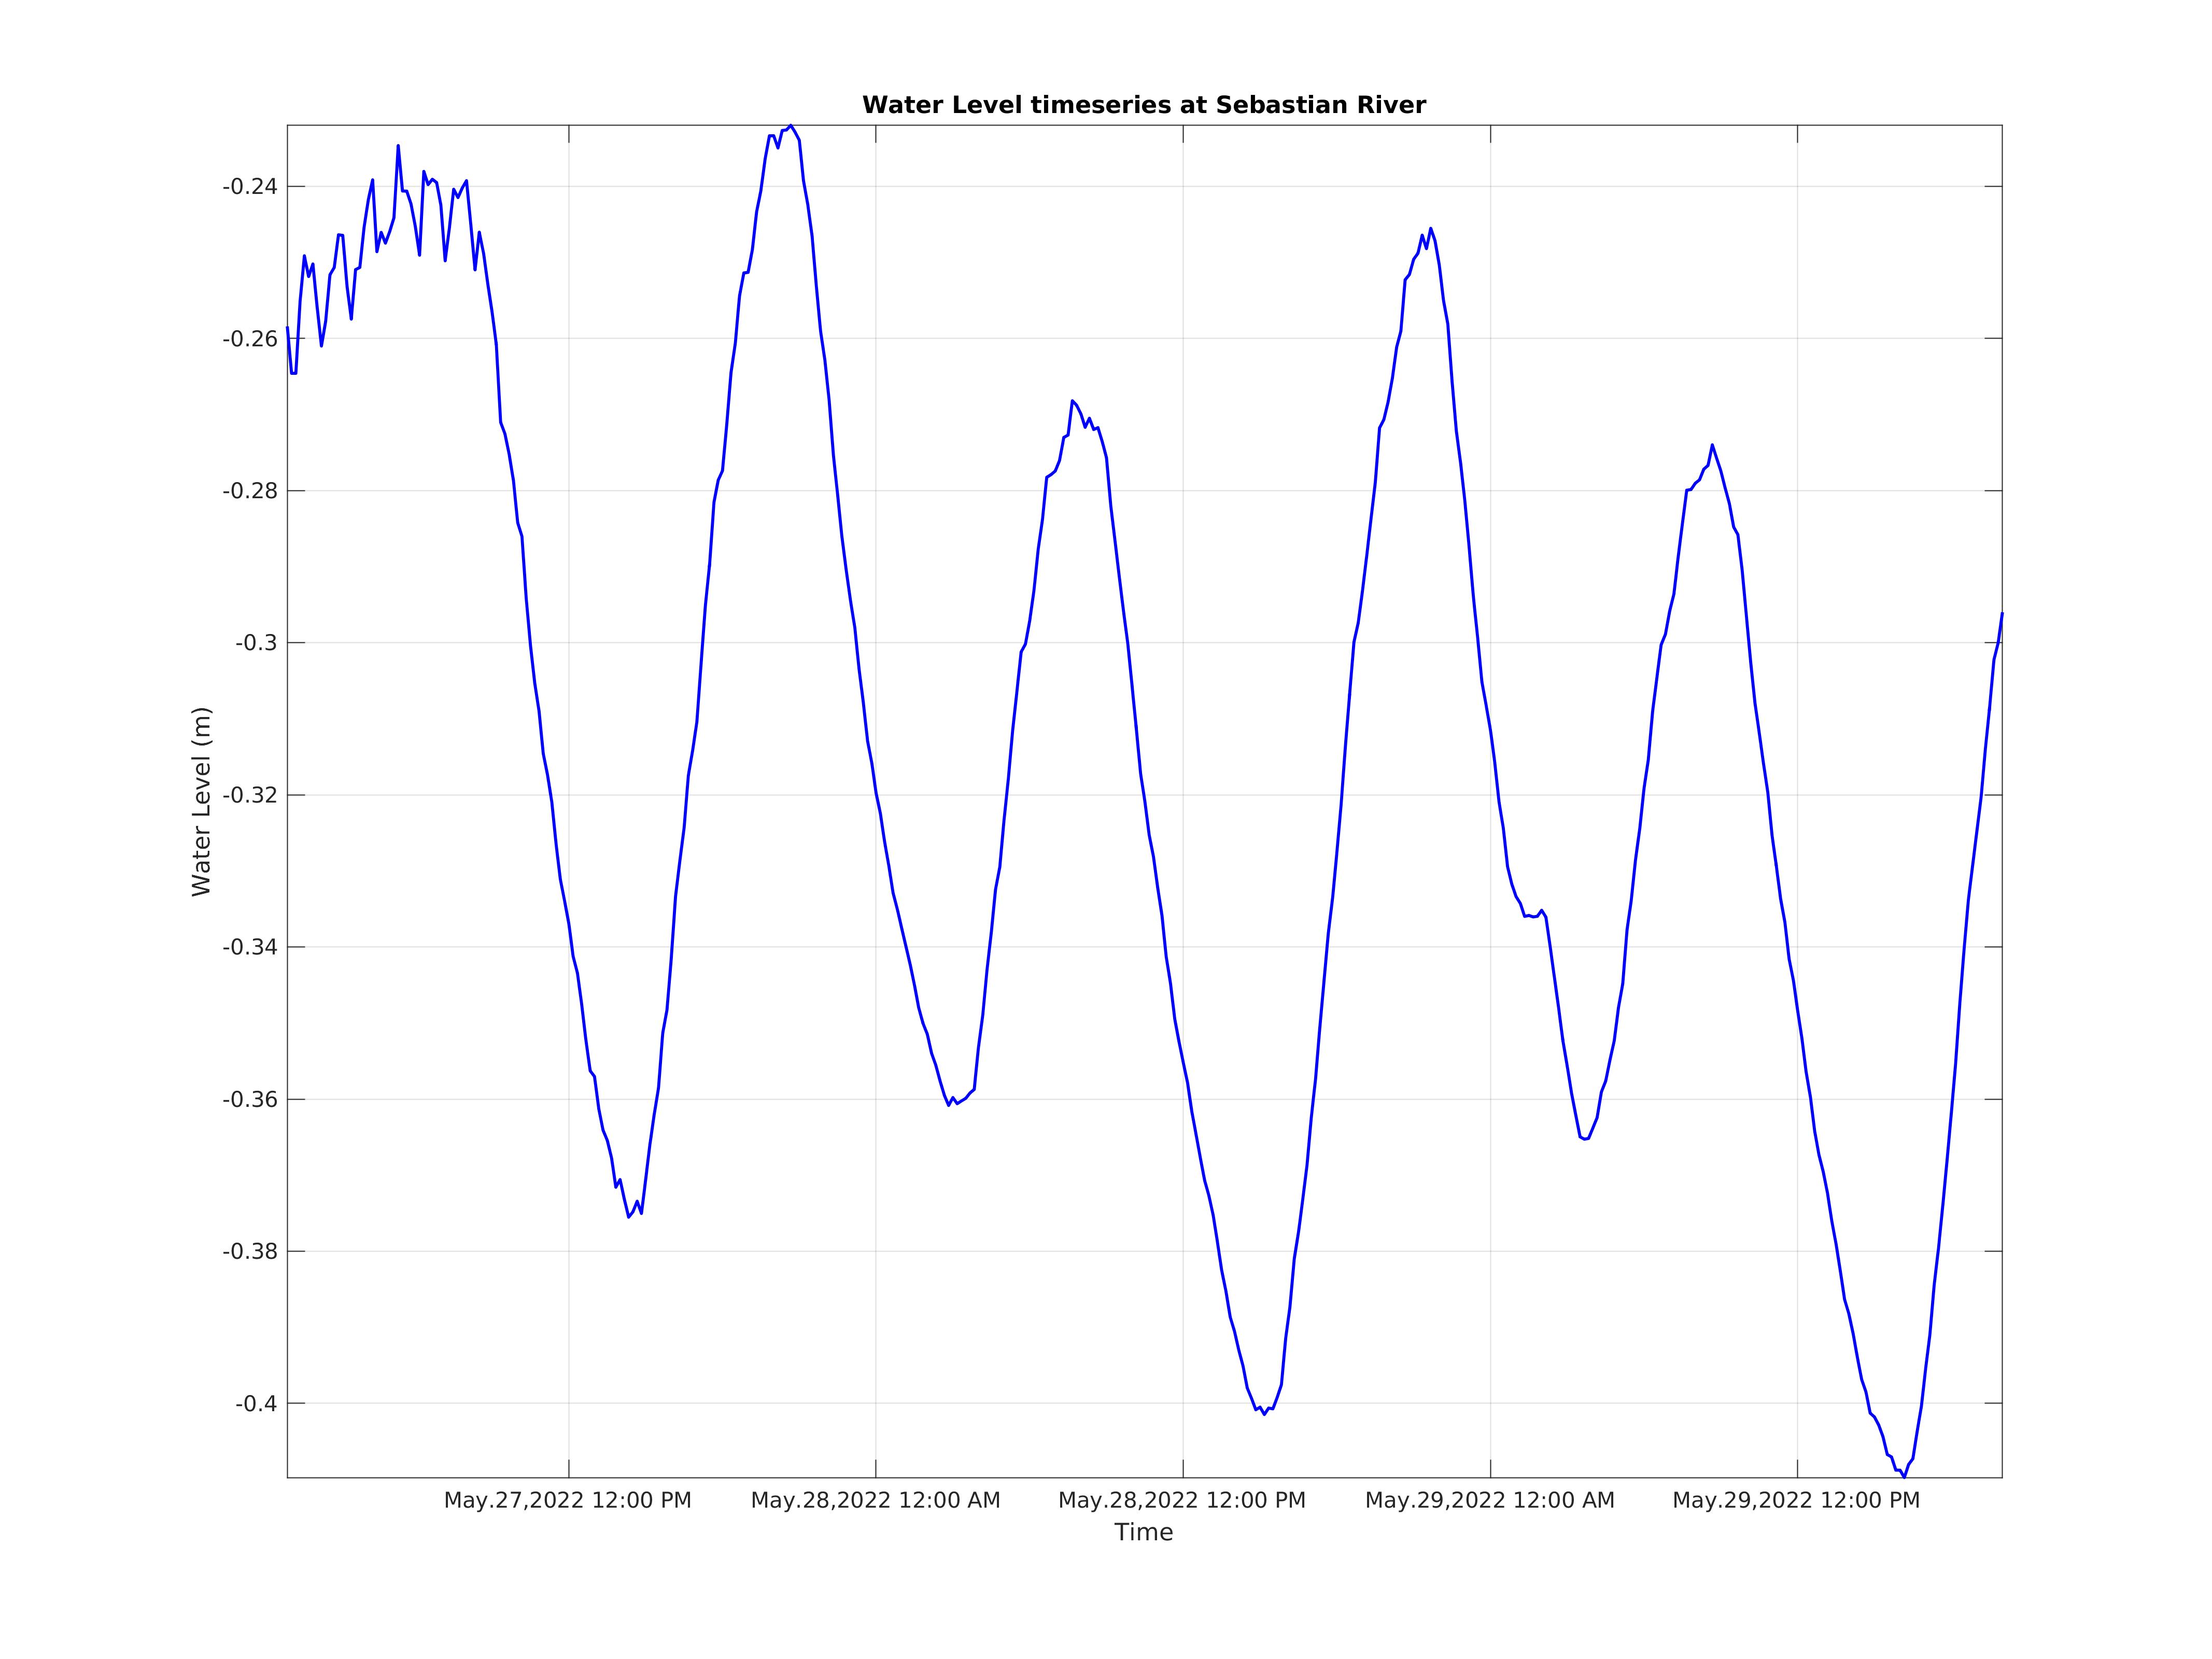 Water Level timeseries at Sebastian River
-0.24
-0.26
-0.28
-0.3
-0.32
-0.34
-0.36
-0.38
-0.4
Water Level (m)
May.27,2022 12:00 PM
May.28,2022 12:00 AM
May.28,2022 12:00 PM
May.29,2022 12:00 AM
May.29,2022 12:00 PM
Time